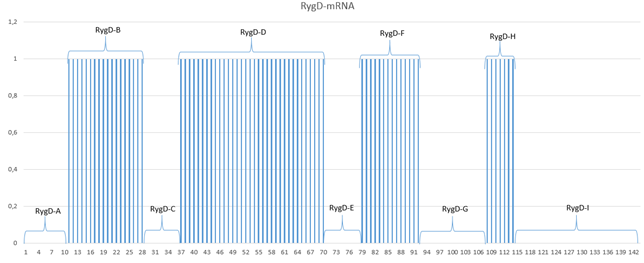 RygD-mRNA
1,2
1
0,8
0,6
0,4
0,2
0
RygD-A
RygD-B
RygD-C
RygD-D
RygD-E
RygD-F
RygD-G
RygD-H
RygD-I
1 4 7 10 13 16 19 22 25 28 31 34 37 40 43 46 49 52 55 58 61 64 67 70 73 76 79 82 85 88 91 94 97 100 103 106 109 112 115 118 121 124 127 130 133 136 139 142